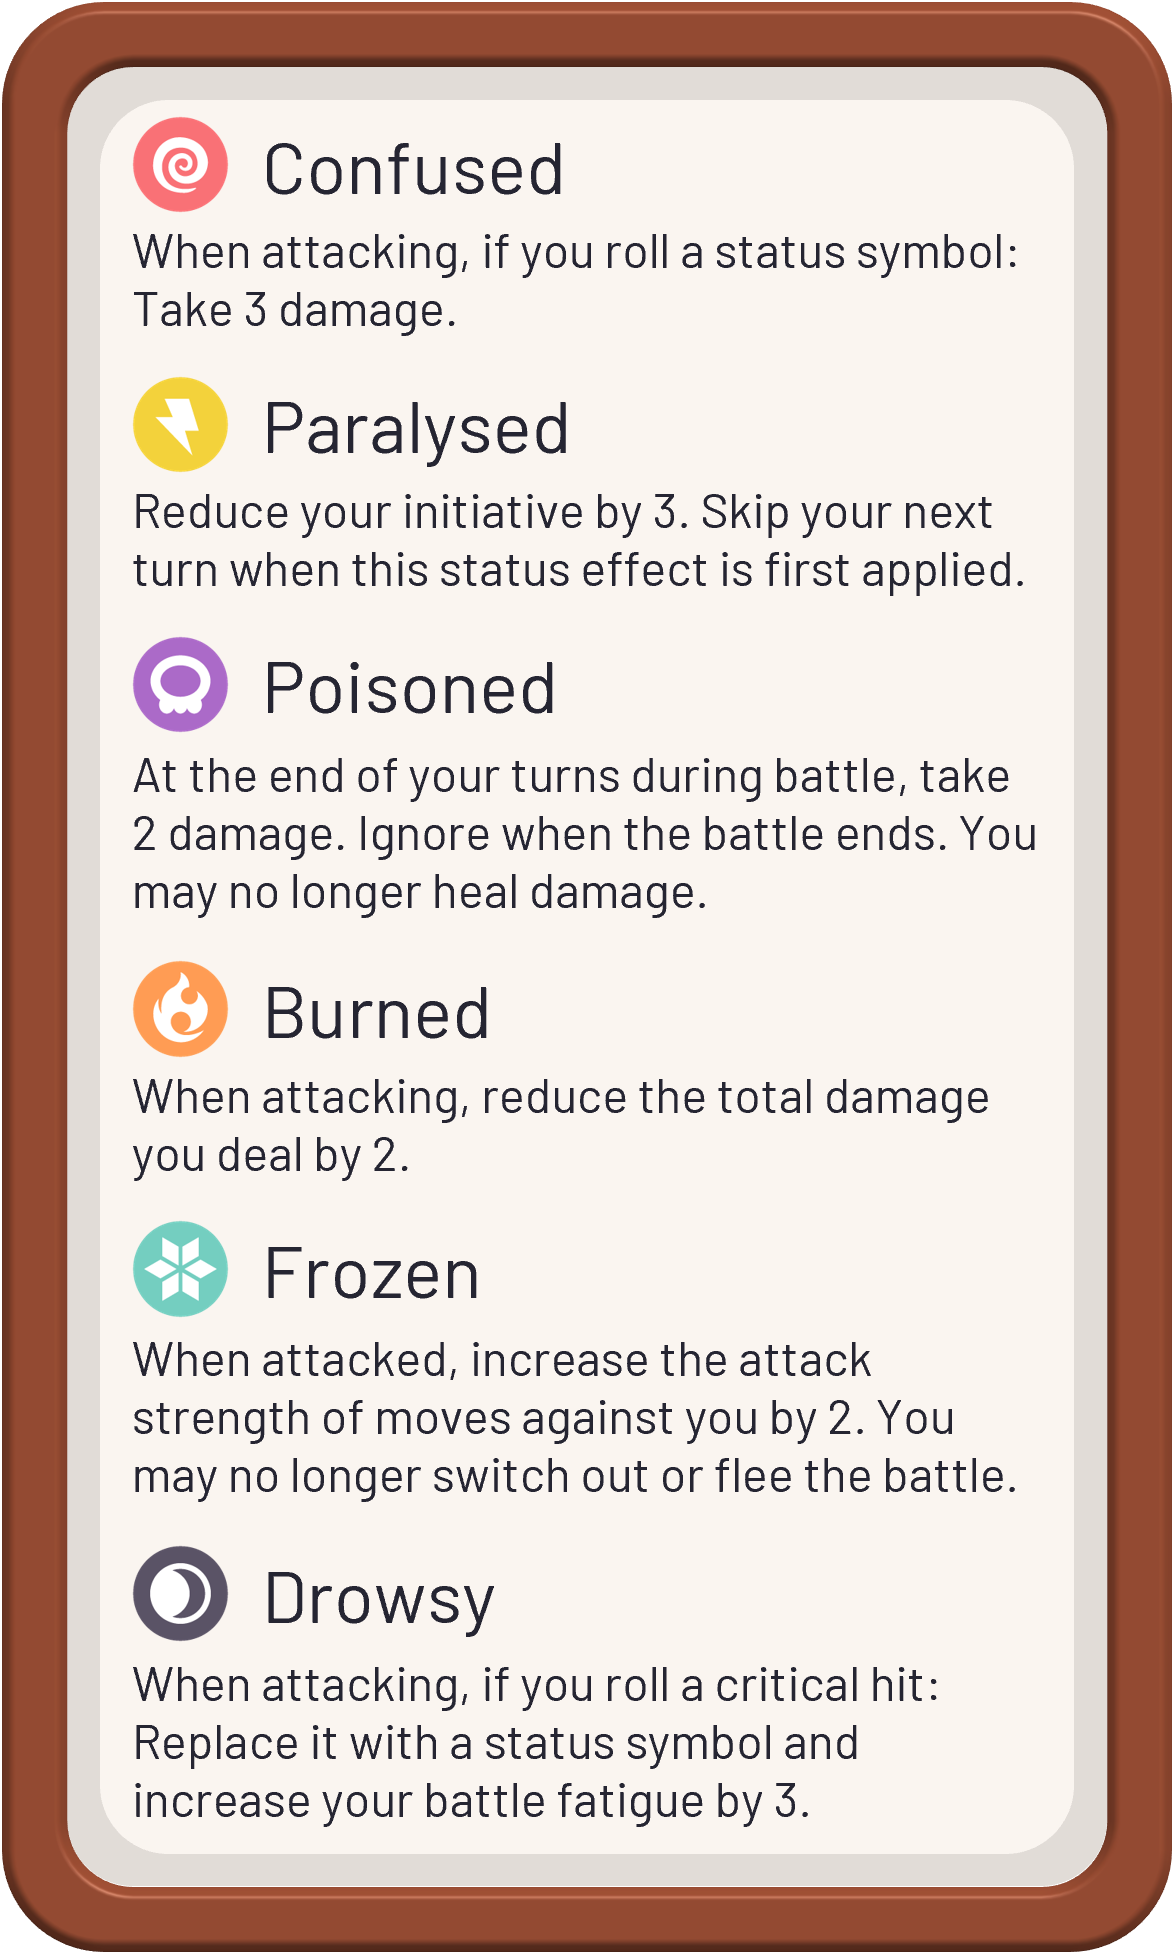 Confused
When attacking, if you roll a status symbol:
Take 3 damage.
Paralysed
Reduce your initiative by 3. Skip your next
turn when this status effect is first applied.
Poisoned
At the end of your turns during battle, take
2 damage. Ignore when the battle ends. You
may no longer heal damage.
Burned
When attacking, reduce the total damage
you deal by 2.
Frozen
When attacked, increase the attack
strength of moves against you by 2. You
may no longer switch out or flee the battle.
Drowsy
When attacking, if you roll a critical hit:
Replace it with a status symbol and
increase your battle fatigue by 3.